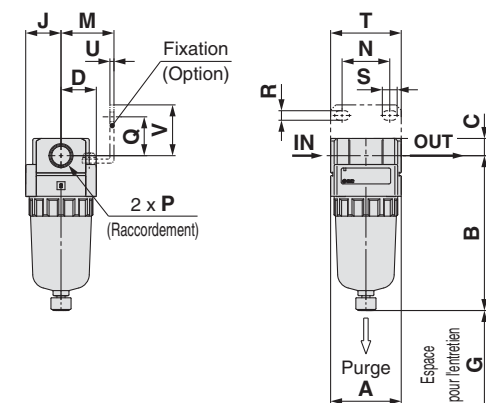 J
M
T
U
N
D
Fixation
(Option)
S
R
Q
V
C
IN
OUT
2 x P
(Raccordement)
B
Purge
A
Espace
pour l'entretien
G